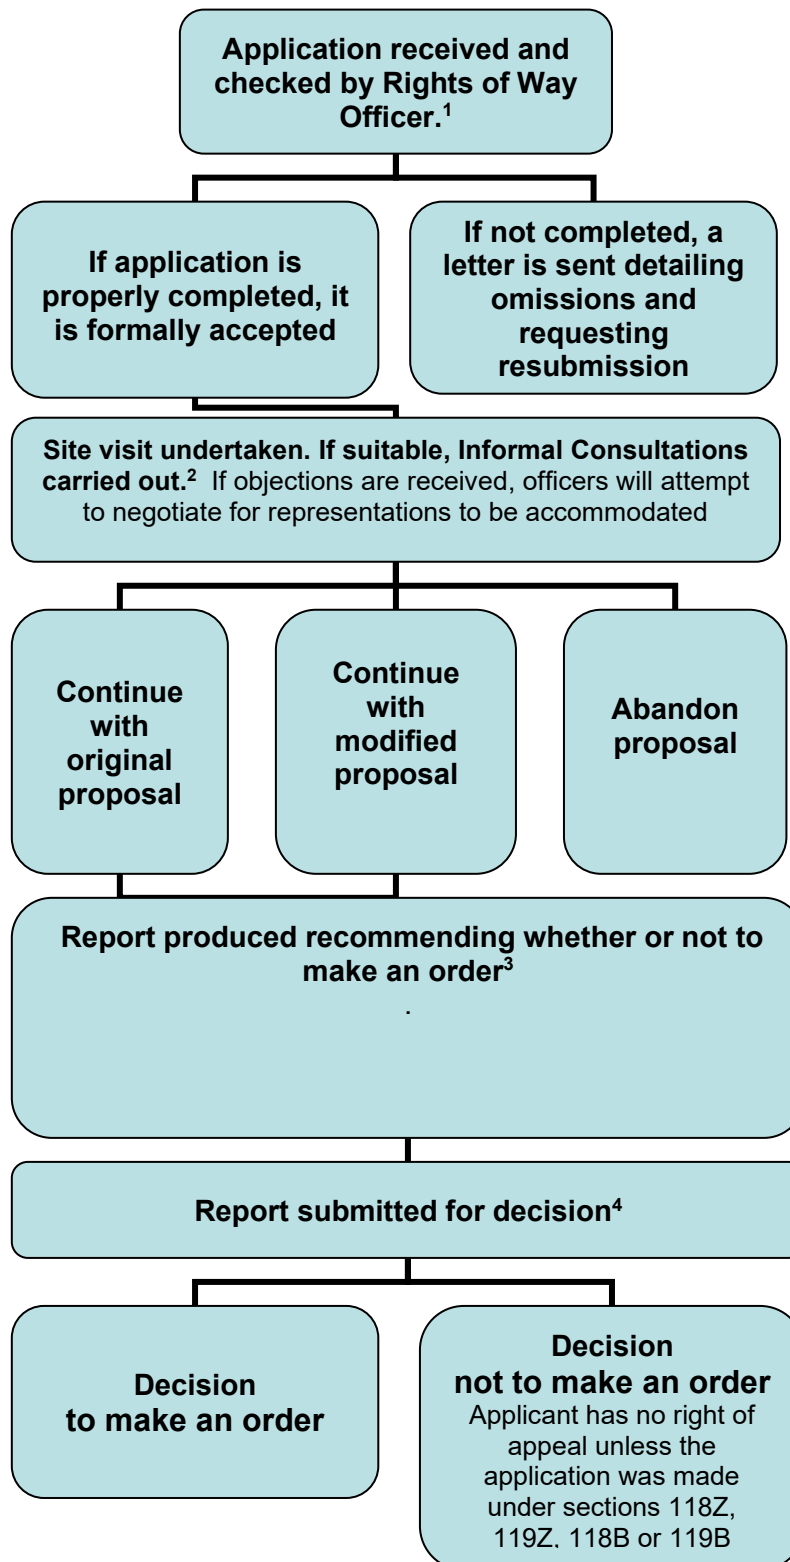 Application received and
checked by Rights of Way
Officer.1
If application is
properly completed, it
is formally accepted
If not completed, a
letter is sent detailing
omissions and
requesting
resubmission
Site visit undertaken. If suitable, Informal Consultations
carried out.2  If objections are received, officers will attempt
to negotiate for representations to be accommodated
Continue
with
original
proposal
Continue
with
modified
proposal
Abandon
proposal
Report produced recommending whether or not to
make an order3
.
Report submitted for decision4
Decision
to make an order
Decision
not to make an order
Applicant has no right of
appeal unless the
application was made
under sections 118Z,
119Z, 118B or 119B